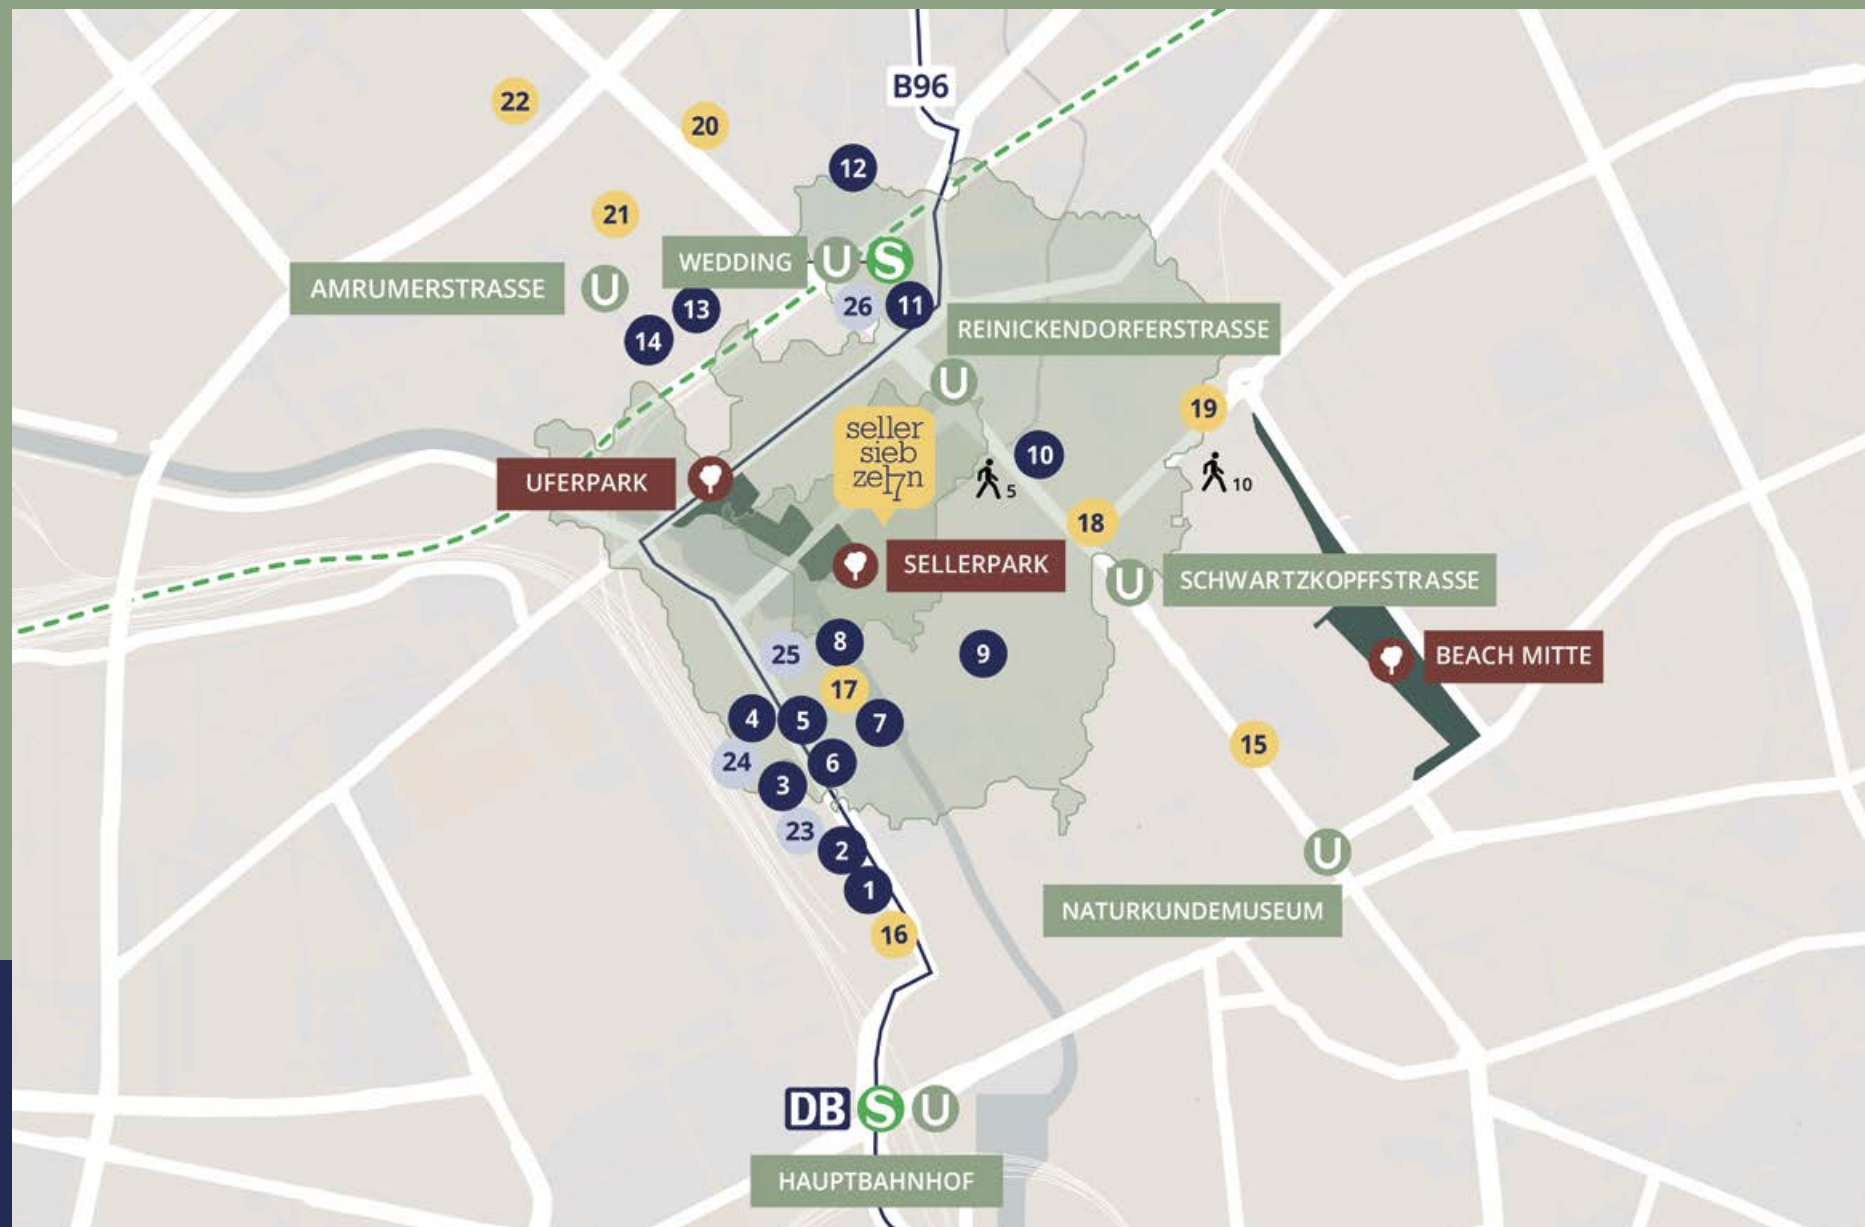 B96
22
20
12
21
WEDDING U S
AMRUMERSTRASSE U
13
26
11
14
REINICKENDORFERSTRASSE
U
19
seller
sieb
ze17n
10
5
10
UFERPARK
18
SELLERPARK
U SCHWARTZKOPFFSTRASSE
8
25
9
BEACH MITTE
17
4
5
7
15
24
6
3
23
2
U
1
NATURKUNDEMUSEUM
16
DB S U
HAUPTBAHNHOF